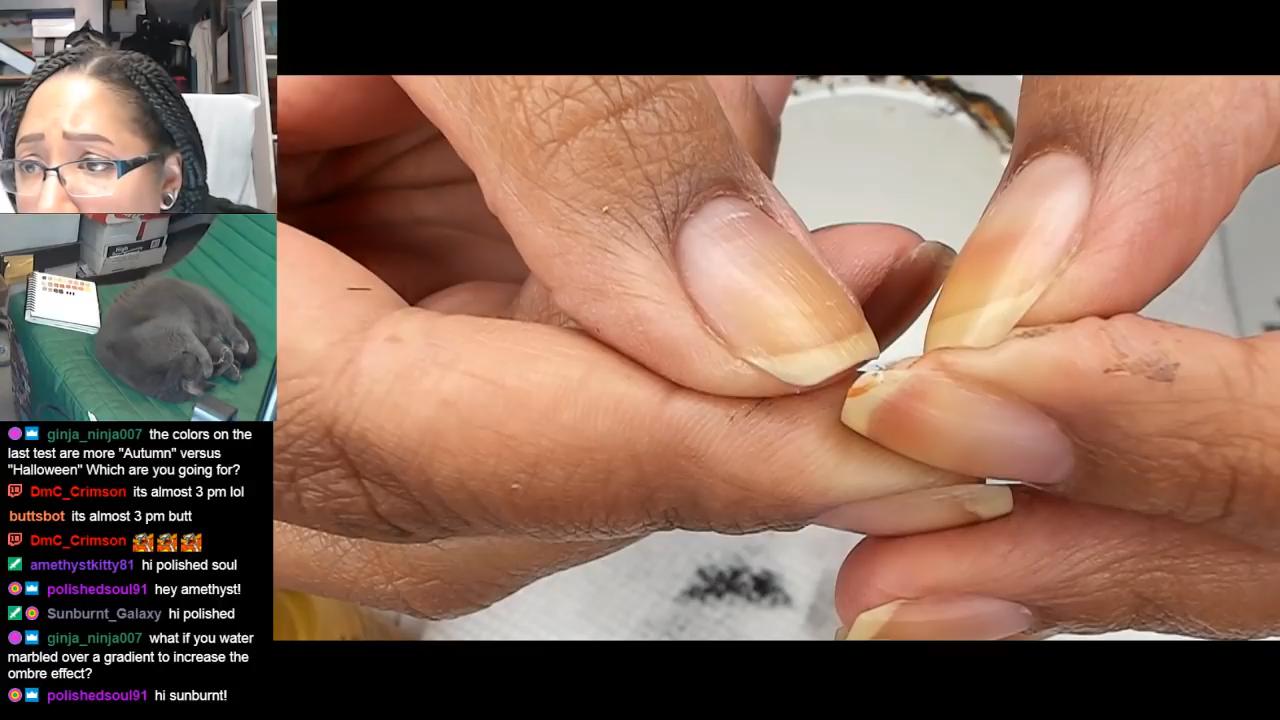 High
ginja_ninja007 the colors on the
last test are more "Autumn" versus
"Halloween" Which are you going for?
DmC_Crimson its almost 3 pm lol
buttsbot its almost 3 pm butt
DmC_Crimson
amethystkitty81 hi polished soul
polishedsoul91 hey amethyst!
Sunburnt_Galaxy hi polished
ginja_ninja007 what if you water
marbled over a gradient to increase the
ombre effect?
polishedsoul91 hi sunburnt!